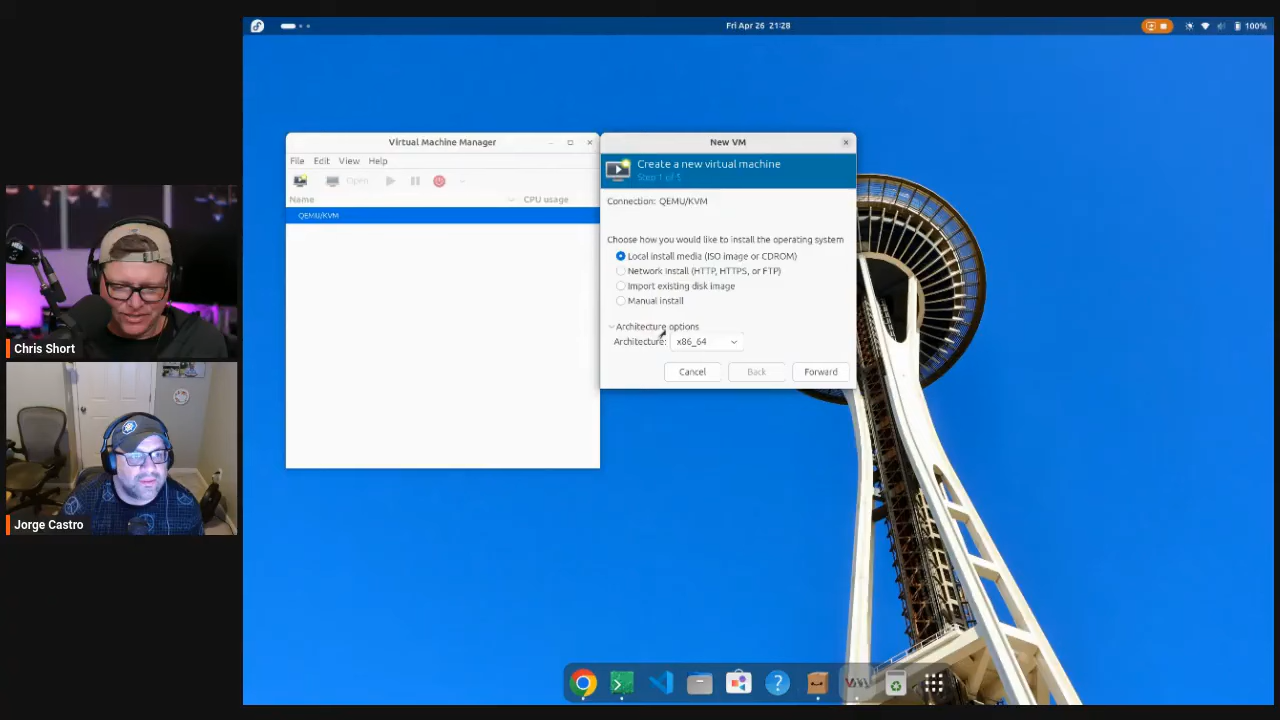 Fri Apr 26 21:28
100%
Virtual Machine Manager
File Edit View Help
Open
Name CPU usage
QEMU/KVM
New VM
Create a new virtual machine
Step 1 of 5
Connection: QEMU/KVM
Choose how you would like to install the operating system
Local install media (ISO image or CDROM)
Network install (HTTP, HTTPS, or FTP)
Import existing disk image
Manual install
Architecture options
Architecture: x86_64
Cancel Back Forward
Chris Short
Jorge Castro